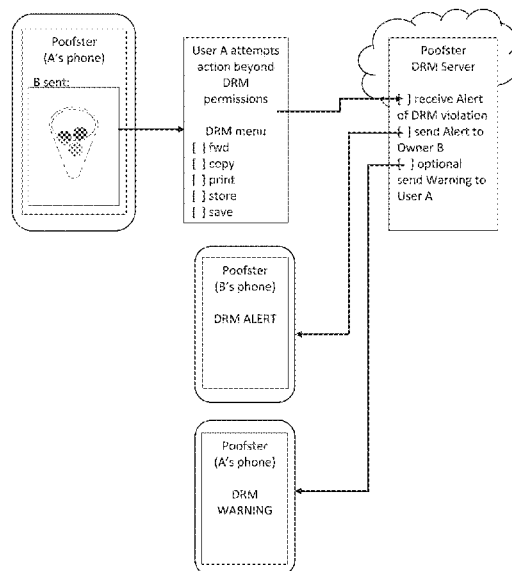 Poofster
(A's phone)
B sent:
User A attempts
action beyond
DRM
permissions
DRM menu
[ ] fwd
[ ] copy
[ ] print
[ ] store
[ ] save
Poofster
DRM Server
[ ] receive Alert
of DRM violation
[ ] send Alert to
Owner B
[ ] optional
send Warning to
User A
Poofster
(B's phone)
DRM ALERT
Poofster
(A's phone)
DRM
WARNING